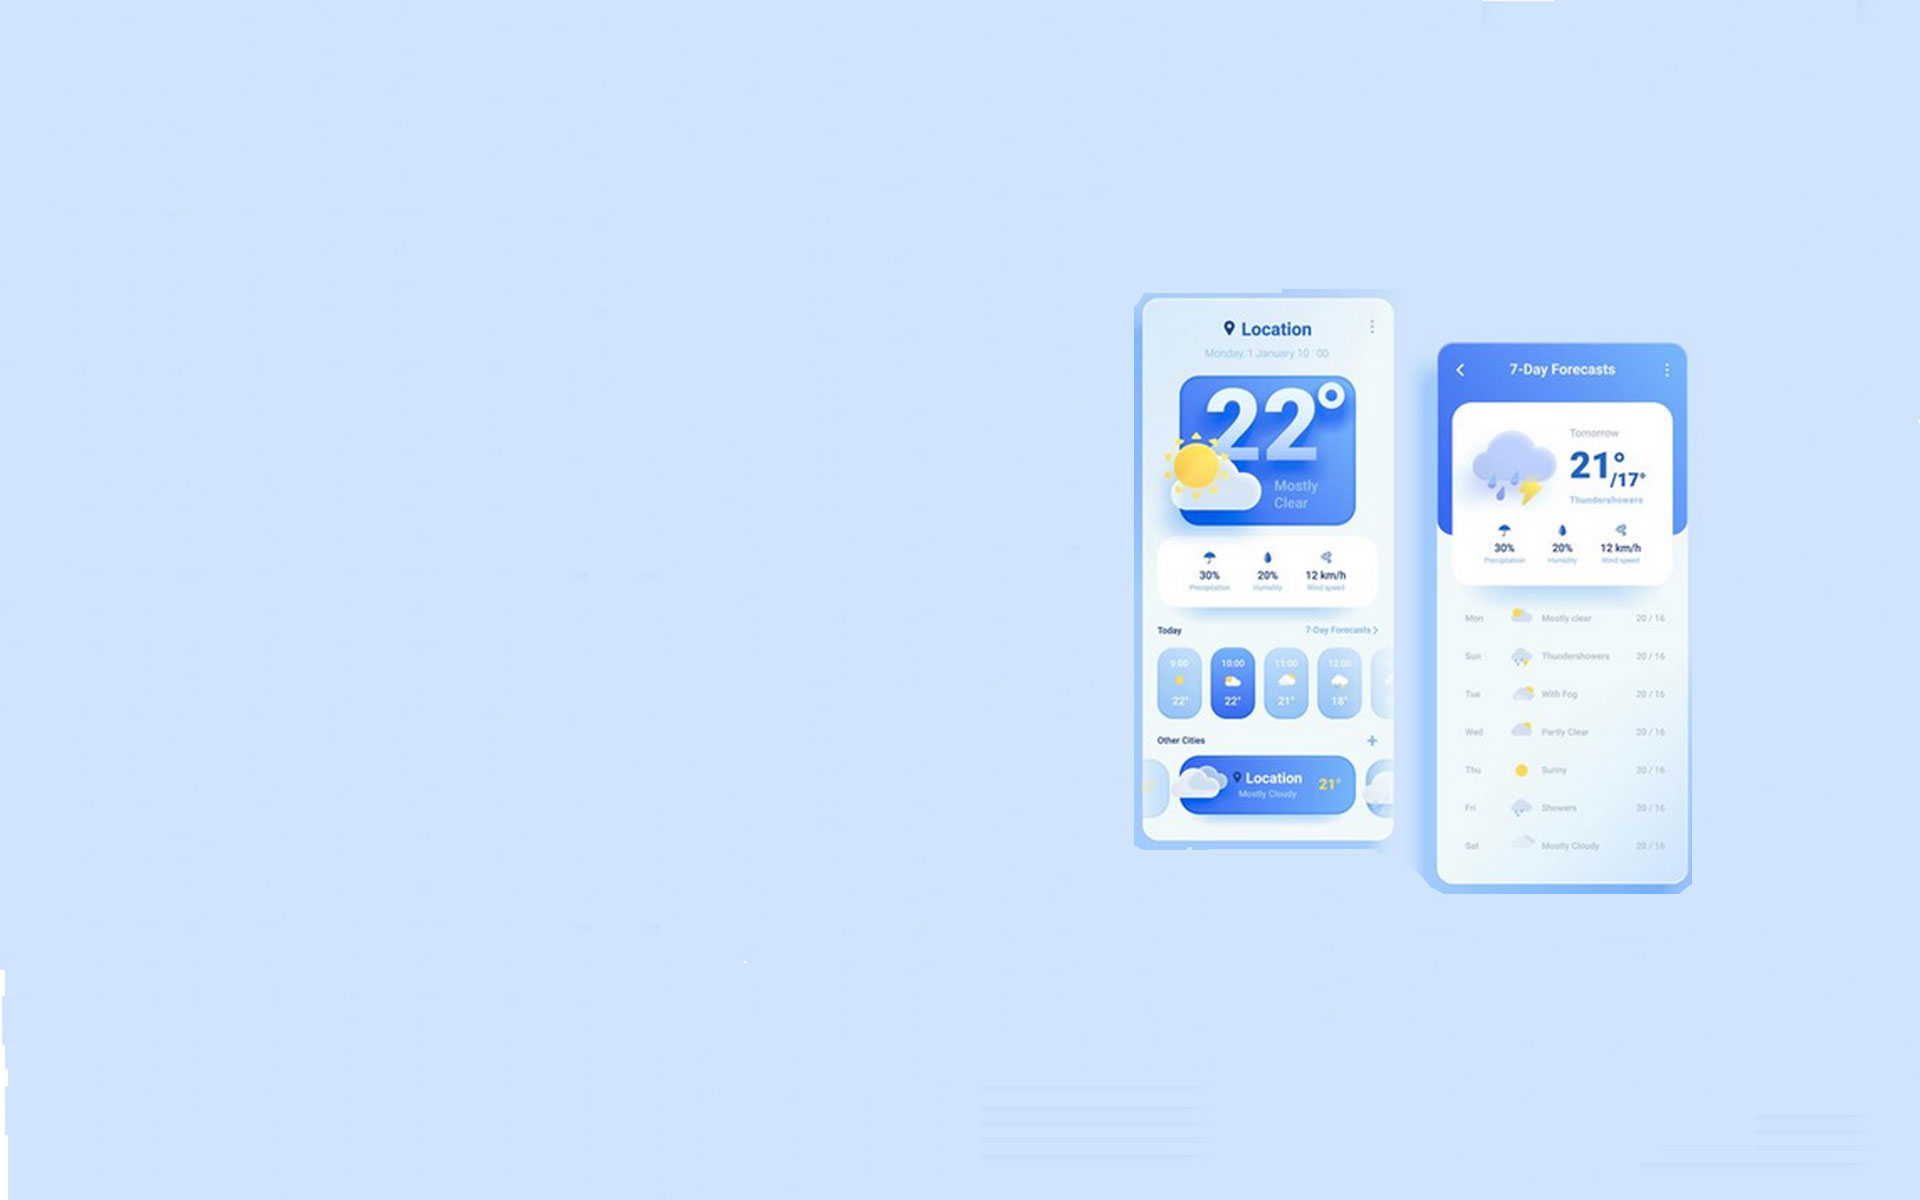 Location
Monday, 1 January 10 : 00
22°
Mostly
Clear
30%
20%
12 km/h
Precipitation
Humidity
Wind speed
Today
7-Day Forecasts
9:00
10:00
11:00
12:00
22°
22°
21°
18°
Other Cities
Location
Mostly Cloudy
21°
7-Day Forecasts
Tomorrow
21°
/17°
Thundershowers
30%
20%
12 km/h
Precipitation
Humidity
Wind speed
Mon Mostly clear 20 / 16
Sun Thundershowers 20 / 16
Tue With Fog 20 / 16
Wed Partly Clear 20 / 16
Thu Sunny 20 / 16
Fri Showers 20 / 16
Sat Mostly Cloudy 20 / 16